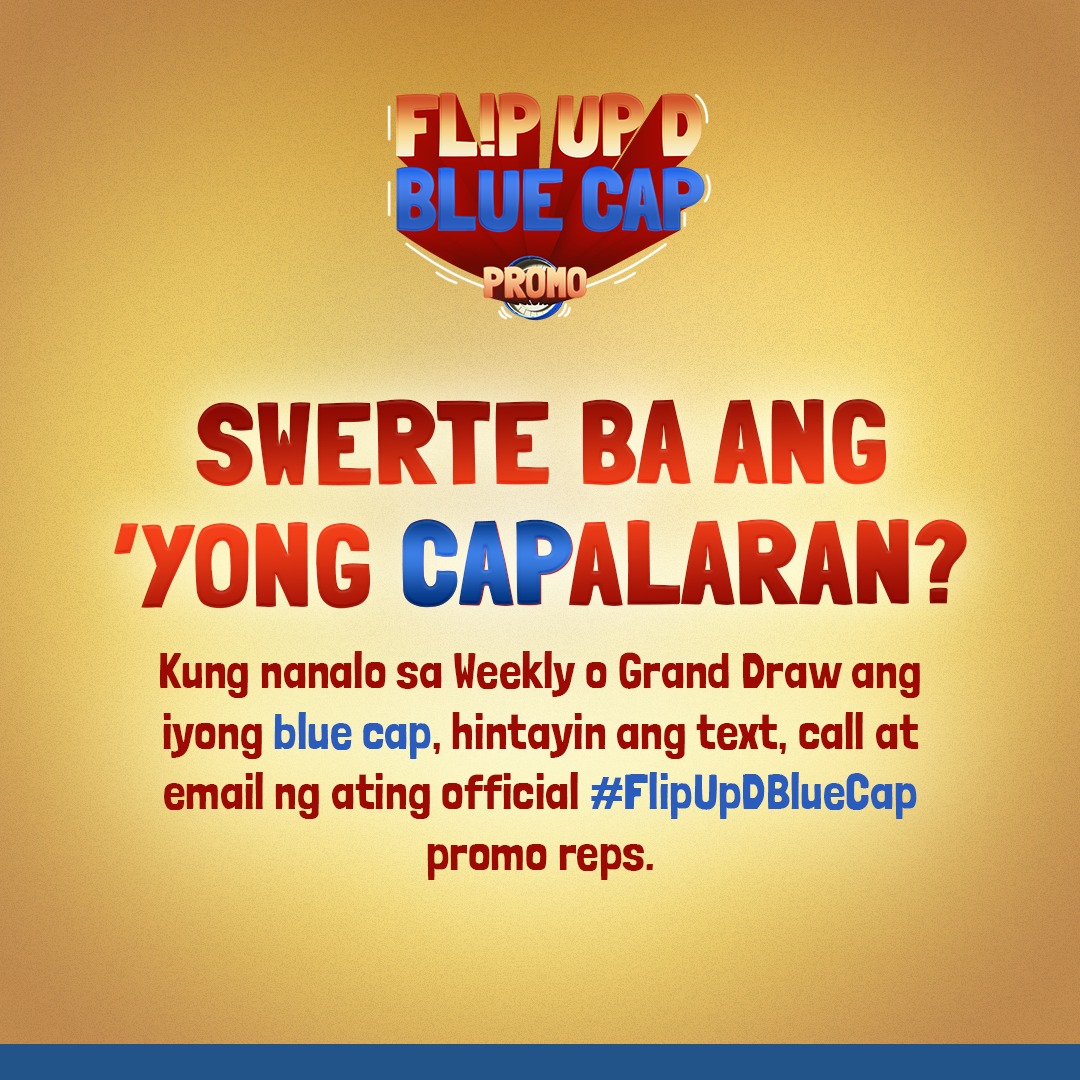 FL!P UP D
BLUE CAP
PROMO
SWERTE BA ANG
'YONG CAPALARAN?
Kung nanalo sa Weekly o Grand Draw ang
iyong blue cap, hintayin ang text, call at
email ng ating official #FlipUpDBlueCap
promo reps.